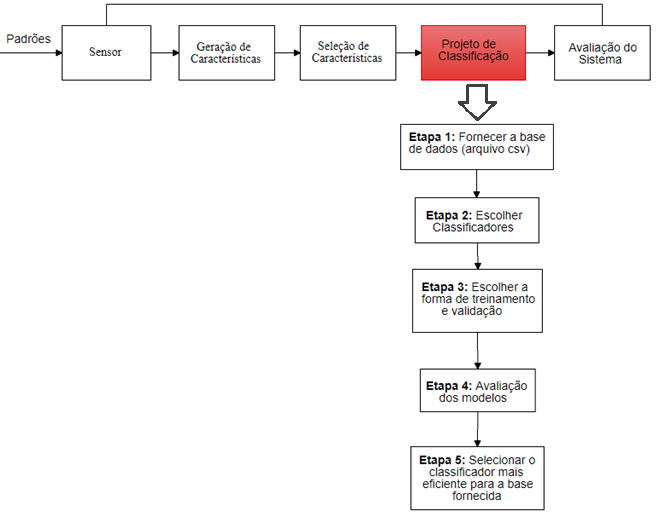 Padrões
Sensor
Geração de
Características
Seleção de
Características
Projeto de
Classificação
Avaliação do
Sistema
Etapa 1: Fornecer a base
de dados (arquivo csv)
Etapa 2: Escolher
Classificadores
Etapa 3: Escolher a
forma de treinamento
e validação
Etapa 4: Avaliação
dos modelos
Etapa 5: Selecionar o
classificador mais
eficiente para a base
fornecida